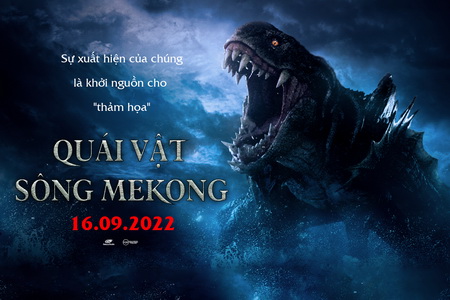 Sự xuất hiện của chúng
là khởi nguồn cho
"thảm họa"
QUÁI VẬT
SÔNG MEKONG
16.09.2022